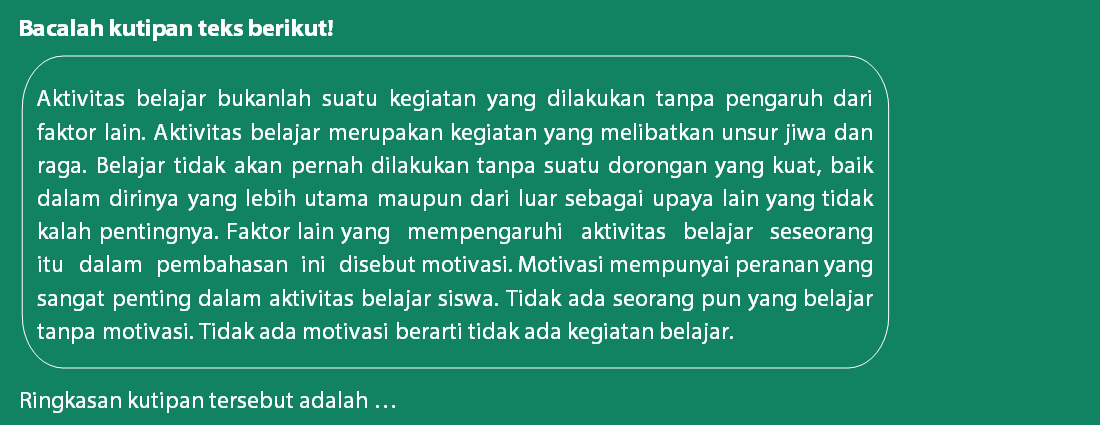 Bacalah kutipan teks berikut!
Aktivitas belajar bukanlah suatu kegiatan yang dilakukan tanpa pengaruh dari
faktor lain. Aktivitas belajar merupakan kegiatan yang melibatkan unsur jiwa dan
raga. Belajar tidak akan pernah dilakukan tanpa suatu dorongan yang kuat, baik
dalam dirinya yang lebih utama maupun dari luar sebagai upaya lain yang tidak
kalah pentingnya. Faktor lain yang mempengaruhi aktivitas belajar seseorang
itu dalam pembahasan ini disebut motivasi. Motivasi mempunyai peranan yang
sangat penting dalam aktivitas belajar siswa. Tidak ada seorang pun yang belajar
tanpa motivasi. Tidak ada motivasi berarti tidak ada kegiatan belajar.
Ringkasan kutipan tersebut adalah ...